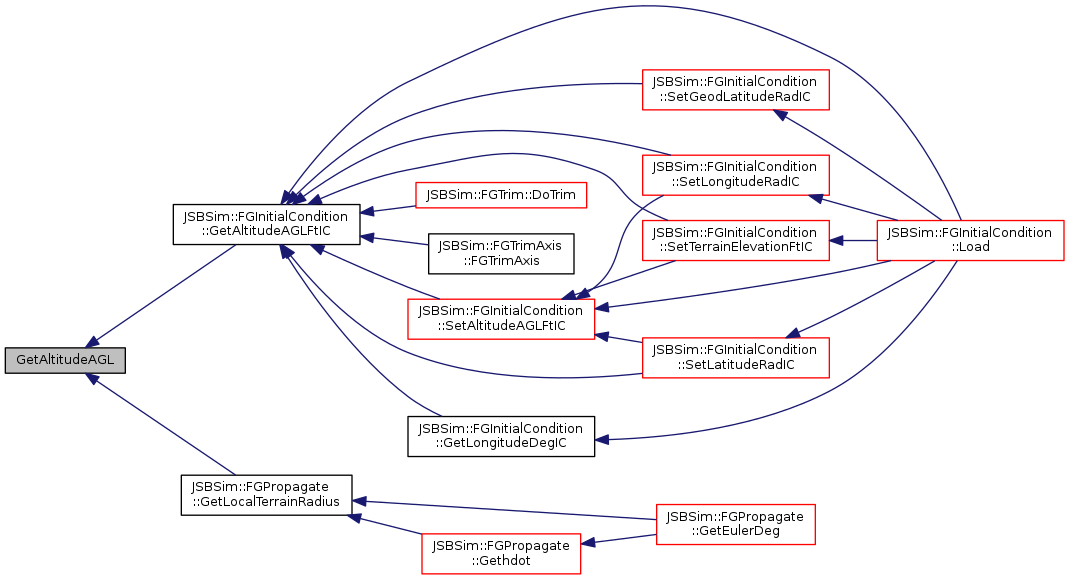 JSBSim::FGInitialCondition
::SetGeodLatitudeRadIC
JSBSim::FGInitialCondition
::SetLongitudeRadIC
JSBSim::FGTrim::DoTrim
JSBSim::FGInitialCondition
::GetAltitudeAGLFtIC
JSBSim::FGInitialCondition
::SetTerrainElevationFtIC
JSBSim::FGInitialCondition
::Load
JSBSim::FGTrimAxis
::FGTrimAxis
JSBSim::FGInitialCondition
::SetAltitudeAGLFtIC
GetAltitudeAGL
JSBSim::FGInitialCondition
::SetLatitudeRadIC
JSBSim::FGInitialCondition
::GetLongitudeDegIC
JSBSim::FGPropagate
::GetLocalTerrainRadius
JSBSim::FGPropagate
::GetEulerDeg
JSBSim::FGPropagate
::Gethdot